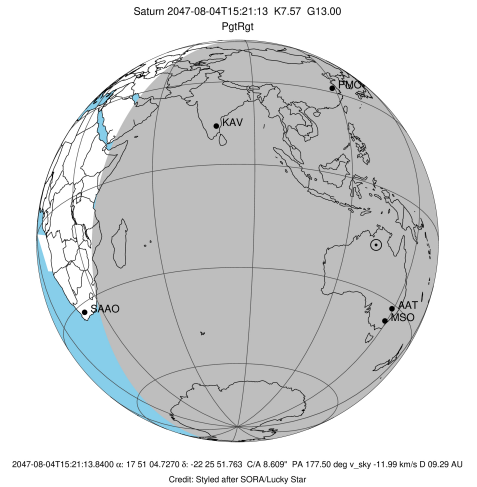 Saturn 2047-08-04T15:21:13 K7.57 G13.00
PgtRgt
PMO
KAV
SAAO
AAT
MSO
2047-08-04T15:21:13.8400 α: 17 51 04.7270 δ: -22 25 51.763 C/A 8.609" PA 177.50 deg v_sky -11.99 km/s D 09.29 AU
Credit: Styled after SORA/Lucky Star